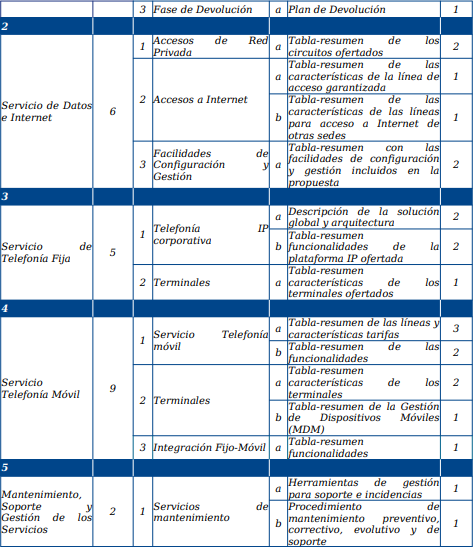 3 Fase de Devolución a Plan de Devolución 1
2
Servicio de Datos
e Internet
6
1
Accesos de Red
Privada
a
Tabla-resumen de los
circuitos ofertados
2
2
Accesos a Internet
a
Tabla-resumen de las
características de la línea de
acceso garantizada
1
b
Tabla-resumen de las
características de las líneas
para acceso a Internet de
otras sedes
1
3
Facilidades de
Configuración y
Gestión
a
Tabla-resumen con las
facilidades de configuración
y gestión incluidos en la
propuesta
2
3
Servicio de
Telefonía Fija
5
1
Telefonía IP
corporativa
a
Descripción de la solución
global y arquitectura
2
b
Tabla-resumen
funcionalidades de la
plataforma IP ofertada
2
2
Terminales
a
Tabla-resumen
características de los
terminales ofertados
1
4
Servicio
Telefonía Móvil
9
1
Servicio Telefonía
móvil
a
Tabla-resumen de las líneas y
características tarifas
3
b
Tabla-resumen de las
funcionalidades
2
2
Terminales
a
Tabla-resumen
características de los
terminales
2
b
Tabla-resumen de la Gestión
de Dispositivos Móviles
(MDM)
1
3
Integración Fijo-Móvil
a
Tabla-resumen
funcionalidades
1
5
Mantenimiento,
Soporte y
Gestión de los
Servicios
2
1
Servicios de
mantenimiento
a
Herramientas de gestión
para soporte e incidencias
1
b
Procedimiento de
mantenimiento preventivo,
correctivo, evolutivo y de
soporte
1